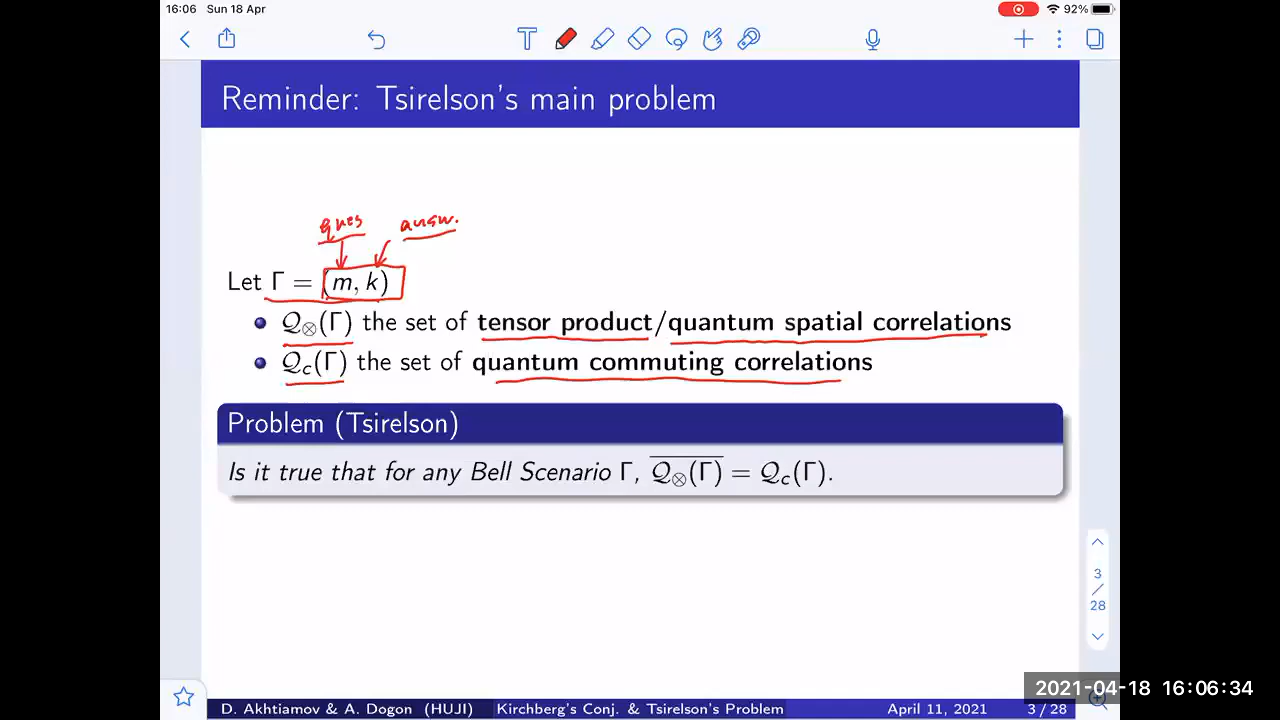 16:06 Sun 18 Apr 92%
Reminder: Tsirelson's main problem
ques answ.
Let Γ = (m, k)
𝒬⊗(Γ) the set of tensor product/quantum spatial correlations
𝒬c(Γ) the set of quantum commuting correlations
Problem (Tsirelson)
Is it true that for any Bell Scenario Γ, \overline{𝒬⊗(Γ)} = 𝒬c(Γ).
3
/
28
2021-04-18 16:06:34
D. Akhtiamov & A. Dogon (HUJI) Kirchberg's Conj. & Tsirelson's Problem April 11, 2021 3 / 28